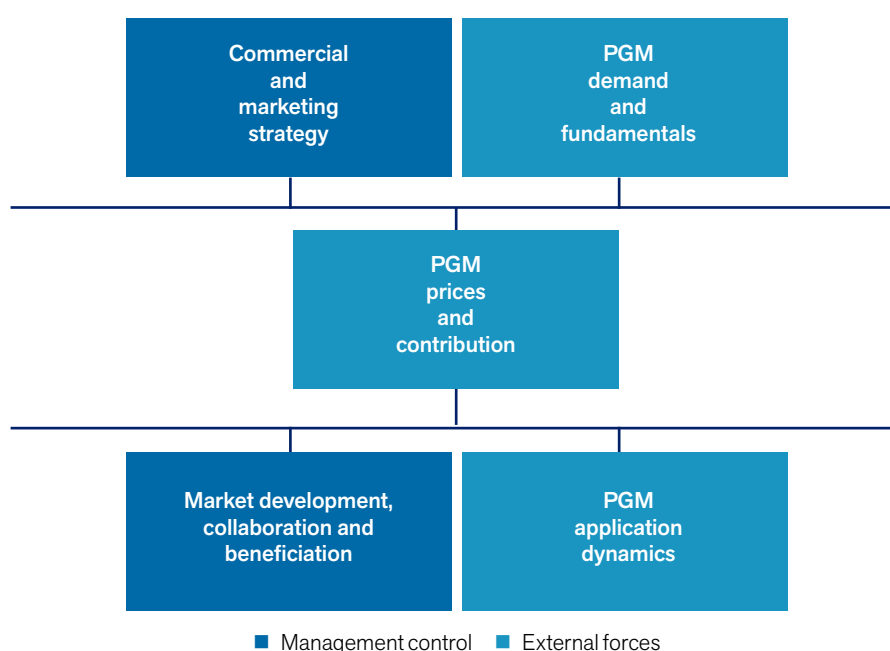 Commercial
and
marketing
strategy
PGM
demand
and
fundamentals
PGM
prices
and
contribution
Market development,
collaboration and
beneficiation
PGM
application
dynamics
Management control
External forces